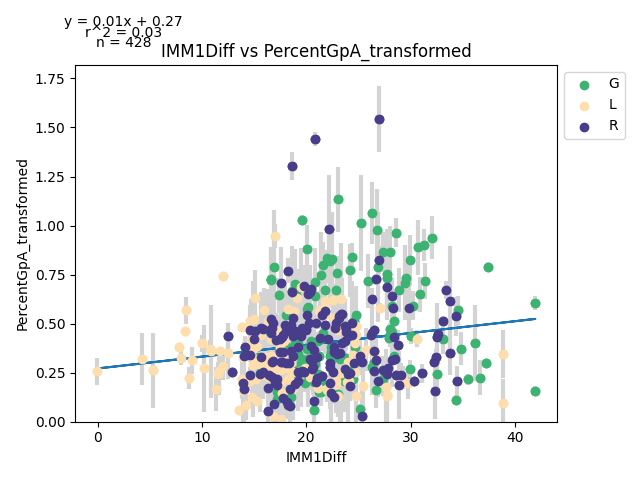 y = 0.01x + 0.27
r^2 = 0.03
n = 428
IMM1Diff vs PercentGpA_transformed
G
L
R
PercentGpA_transformed
1.75
1.50
1.25
1.00
0.75
0.50
0.25
0.00
0
10
20
30
40
IMM1Diff